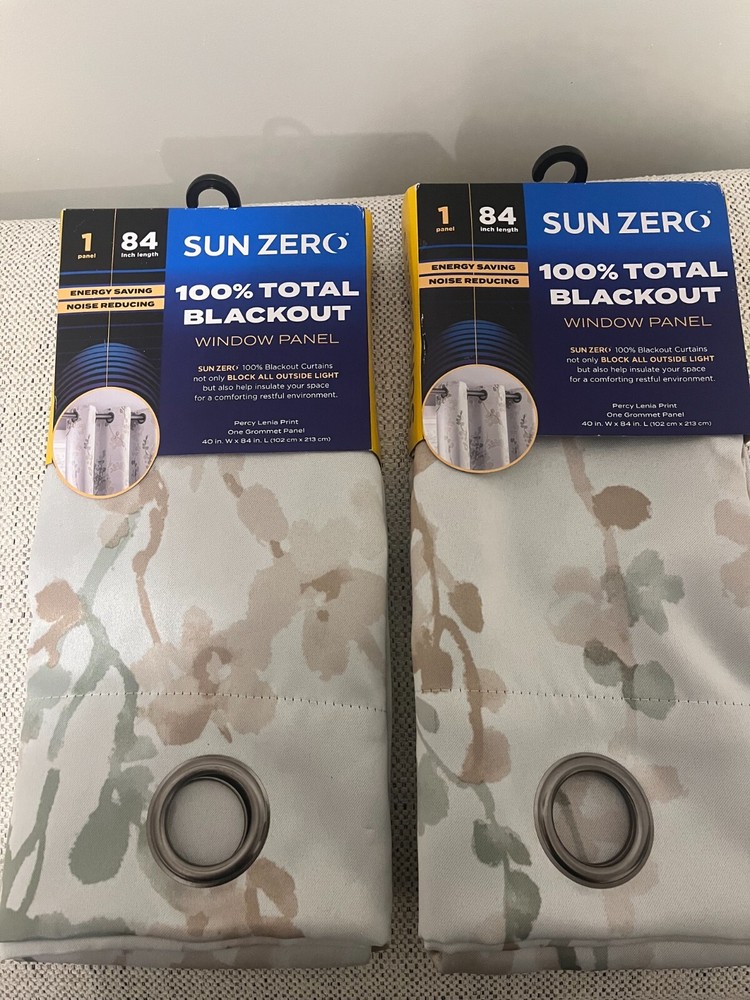 1
panel
84
inch length
SUN ZERO
ENERGY SAVING
NOISE REDUCING
100% TOTAL
BLACKOUT
WINDOW PANEL
SUN ZERO 100% Blackout Curtains
not only BLOCK ALL OUTSIDE LIGHT
but also help insulate your space
for a comforting restful environment.
Percy Lenia Print
One Grommet Panel
40 in. W x 84 in. L (102 cm x 213 cm)
1
panel
84
inch length
SUN ZERO
ENERGY SAVING
NOISE REDUCING
100% TOTAL
BLACKOUT
WINDOW PANEL
SUN ZERO 100% Blackout Curtains
not only BLOCK ALL OUTSIDE LIGHT
but also help insulate your space
for a comforting restful environment.
Percy Lenia Print
One Grommet Panel
40 in. W x 84 in. L (102 cm x 213 cm)